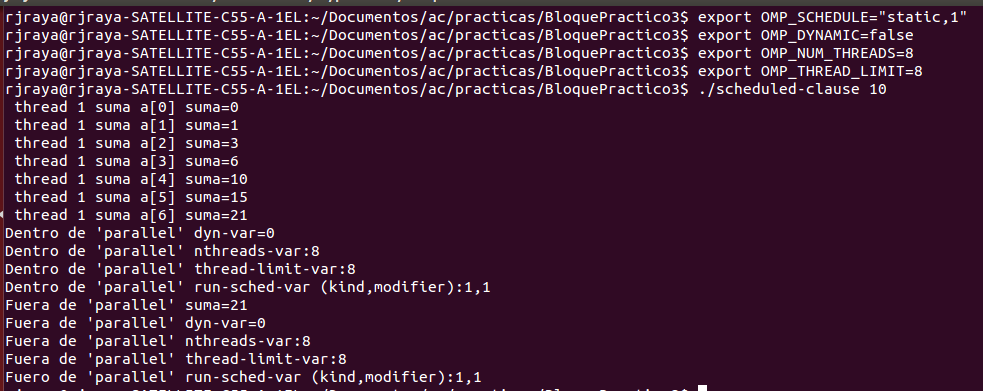 rjraya@rjraya-SATELLITE-C55-A-1EL:~/Documentos/ac/practicas/BloquePractico3$ export OMP_SCHEDULE="static,1"
rjraya@rjraya-SATELLITE-C55-A-1EL:~/Documentos/ac/practicas/BloquePractico3$ export OMP_DYNAMIC=false
rjraya@rjraya-SATELLITE-C55-A-1EL:~/Documentos/ac/practicas/BloquePractico3$ export OMP_NUM_THREADS=8
rjraya@rjraya-SATELLITE-C55-A-1EL:~/Documentos/ac/practicas/BloquePractico3$ export OMP_THREAD_LIMIT=8
rjraya@rjraya-SATELLITE-C55-A-1EL:~/Documentos/ac/practicas/BloquePractico3$ ./scheduled-clause 10
thread 1 suma a[0] suma=0
thread 1 suma a[1] suma=1
thread 1 suma a[2] suma=3
thread 1 suma a[3] suma=6
thread 1 suma a[4] suma=10
thread 1 suma a[5] suma=15
thread 1 suma a[6] suma=21
Dentro de 'parallel' dyn-var=0
Dentro de 'parallel' nthreads-var:8
Dentro de 'parallel' thread-limit-var:8
Dentro de 'parallel' run-sched-var (kind,modifier):1,1
Fuera de 'parallel' suma=21
Fuera de 'parallel' dyn-var=0
Fuera de 'parallel' nthreads-var:8
Fuera de 'parallel' thread-limit-var:8
Fuera de 'parallel' run-sched-var (kind,modifier):1,1